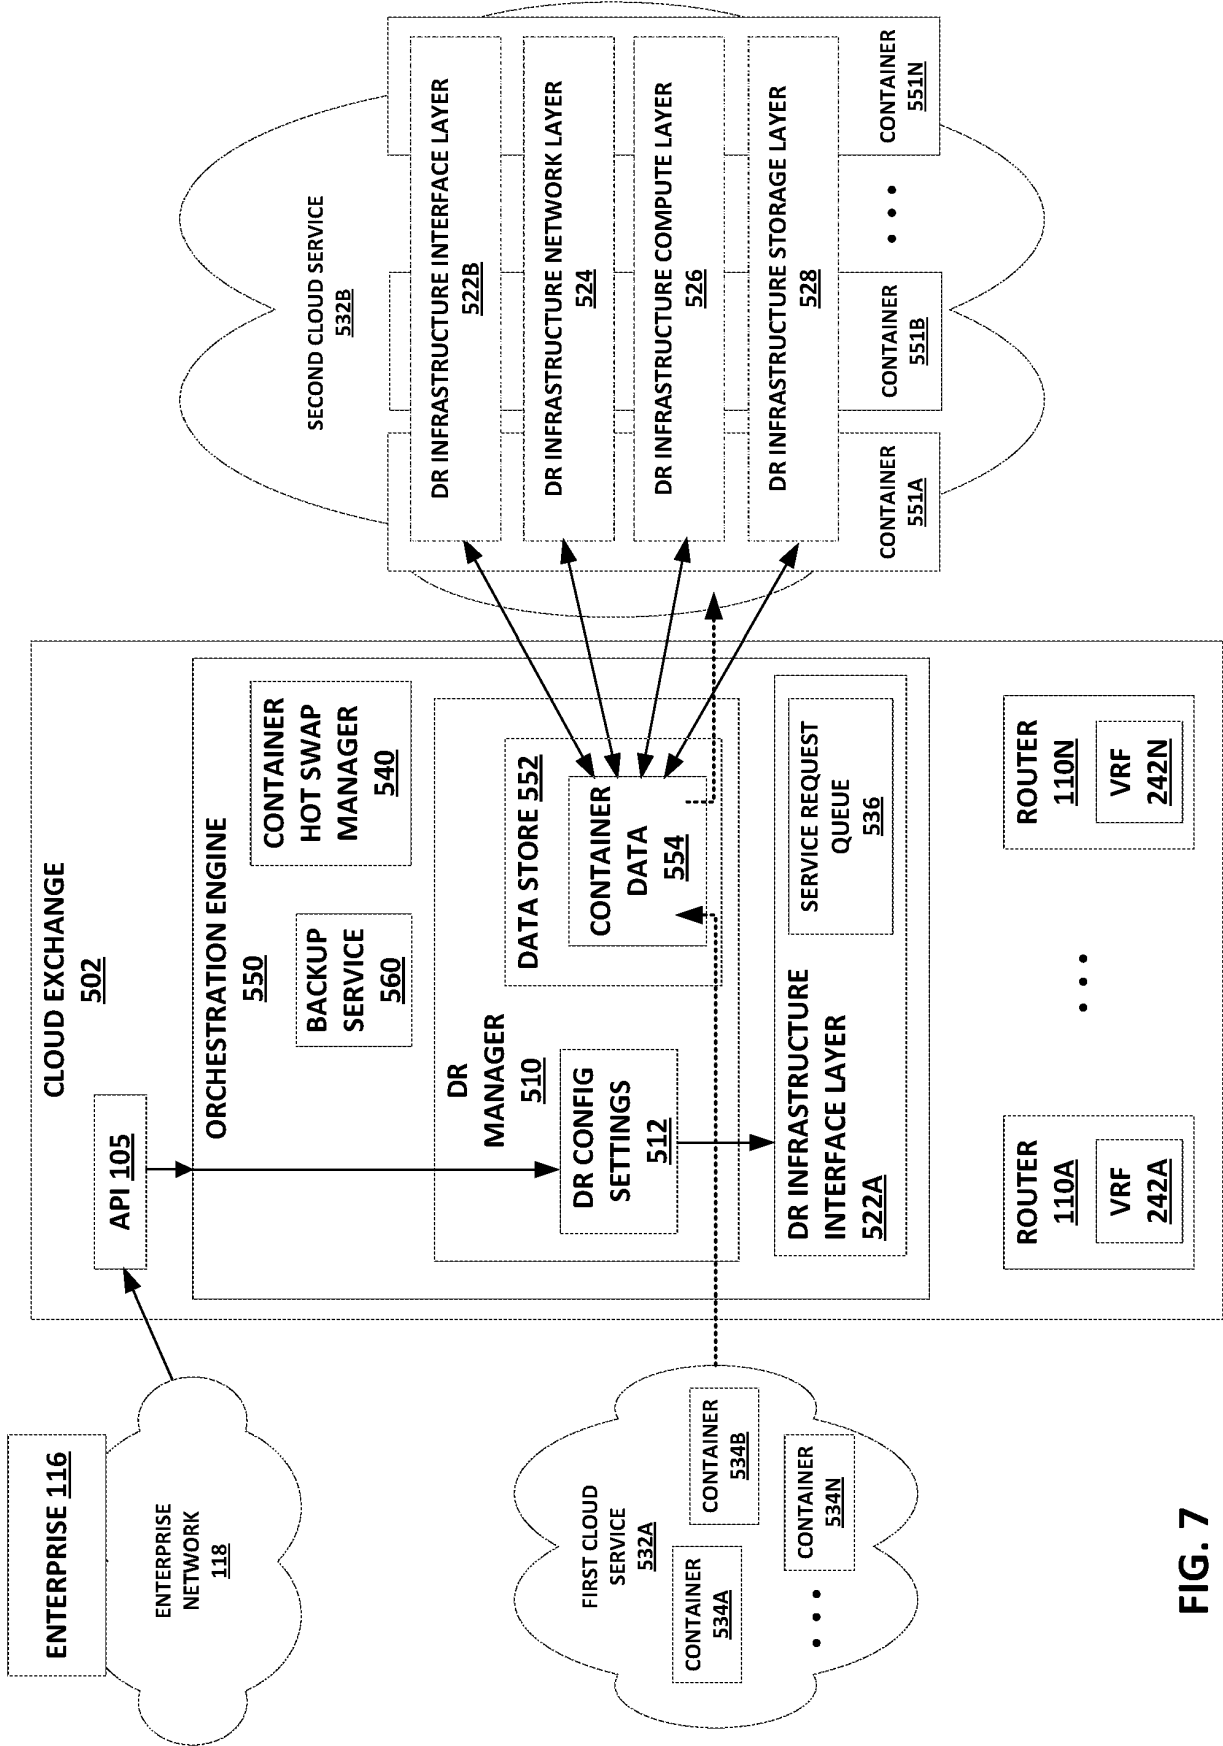 ENTERPRISE 116
ENTERPRISE
NETWORK
118
FIRST CLOUD
SERVICE
532A
CONTAINER
534A
CONTAINER
534B
CONTAINER
534N
CLOUD EXCHANGE
502
API 105
ORCHESTRATION ENGINE
550
BACKUP
SERVICE
560
CONTAINER
HOT SWAP
MANAGER
540
DR
MANAGER
510
DR CONFIG
SETTINGS
512
DATA STORE 552
CONTAINER
DATA
554
DR INFRASTRUCTURE
INTERFACE LAYER
522A
SERVICE REQUEST
QUEUE 536
ROUTER
110A
VRF
242A
ROUTER
110N
VRF
242N
SECOND CLOUD SERVICE
532B
DR INFRASTRUCTURE INTERFACE LAYER
522B
DR INFRASTRUCTURE NETWORK LAYER
524
DR INFRASTRUCTURE COMPUTE LAYER
526
DR INFRASTRUCTURE STORAGE LAYER
528
CONTAINER
551A
CONTAINER
551B
CONTAINER
551N
FIG. 7